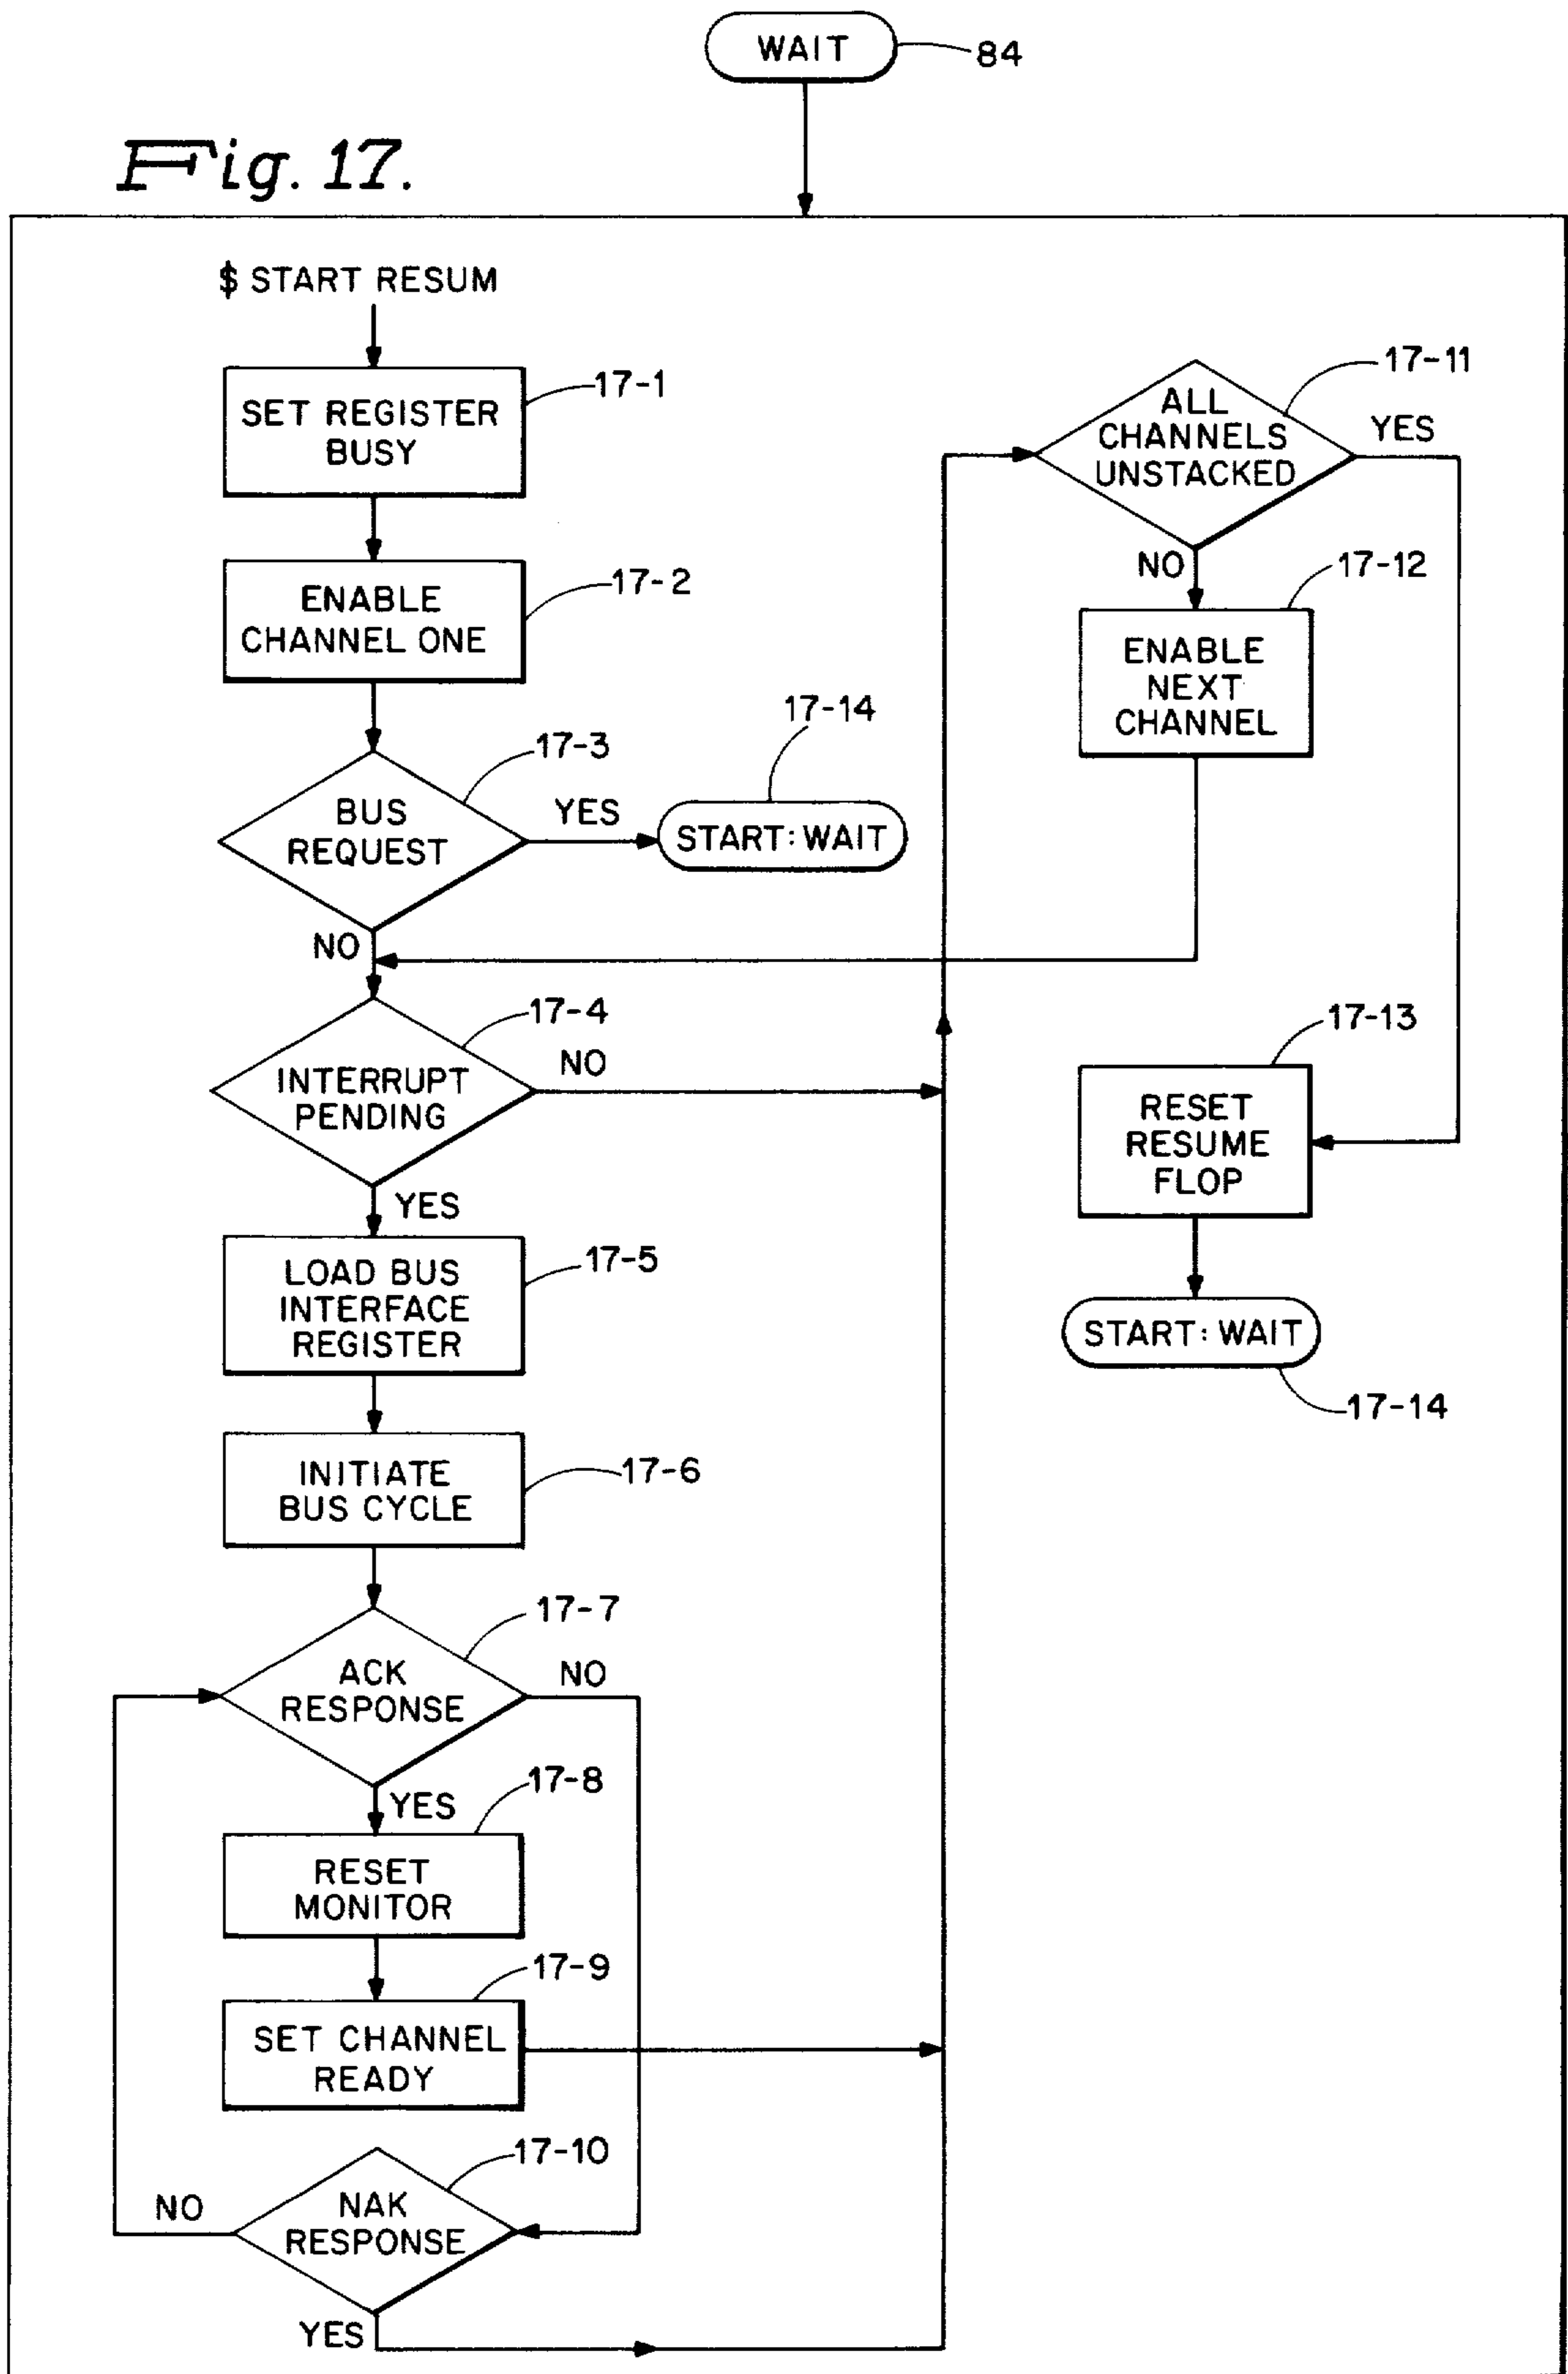 WAIT
84
Fig. 17.
$ START RESUM
17-1
SET REGISTER
BUSY
17-2
ENABLE
CHANNEL ONE
17-3
BUS
REQUEST
YES
17-14
START: WAIT
NO
17-4
INTERRUPT
PENDING
NO
YES
17-5
LOAD BUS
INTERFACE
REGISTER
17-6
INITIATE
BUS CYCLE
17-7
ACK
RESPONSE
NO
YES
17-8
RESET
MONITOR
17-9
SET CHANNEL
READY
17-10
NAK
RESPONSE
NO
YES
17-11
ALL
CHANNELS
UNSTACKED
YES
NO
17-12
ENABLE
NEXT
CHANNEL
17-13
RESET
RESUME
FLOP
START: WAIT
17-14